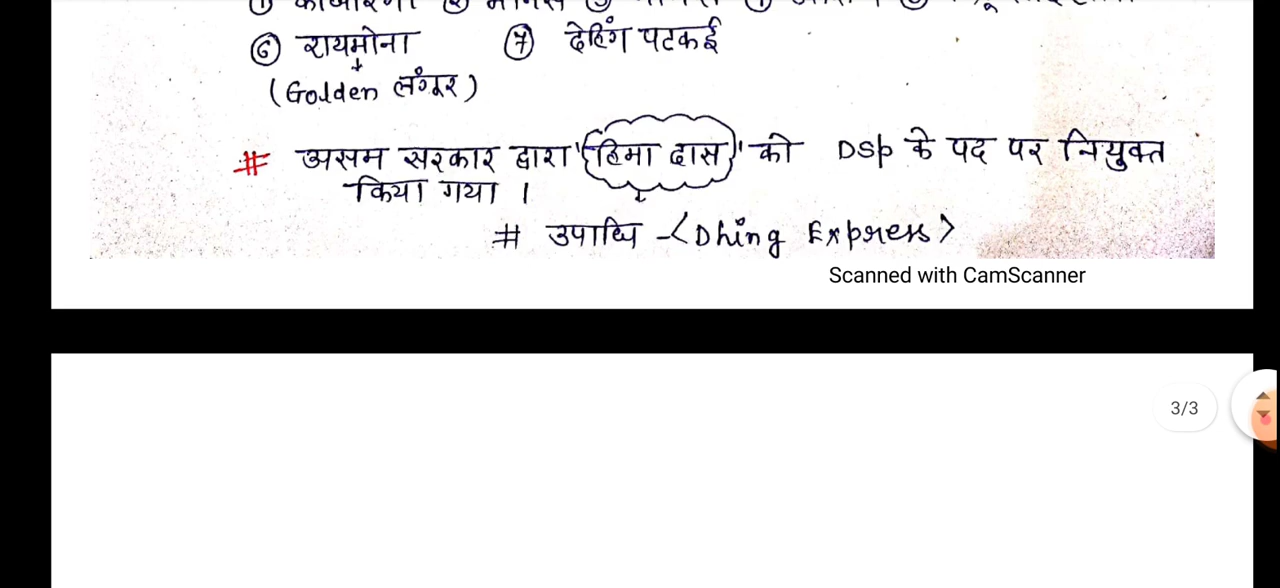 ⑥ रायमोना ⑦ देहिंग पटकई
↓
(Golden लंगूर)
# असम सरकार द्वारा '{हिमा दास}' को DSP के पद पर नियुक्त
किया गया ।
# उपाधि -<Dhing Express>
Scanned with CamScanner
3/3